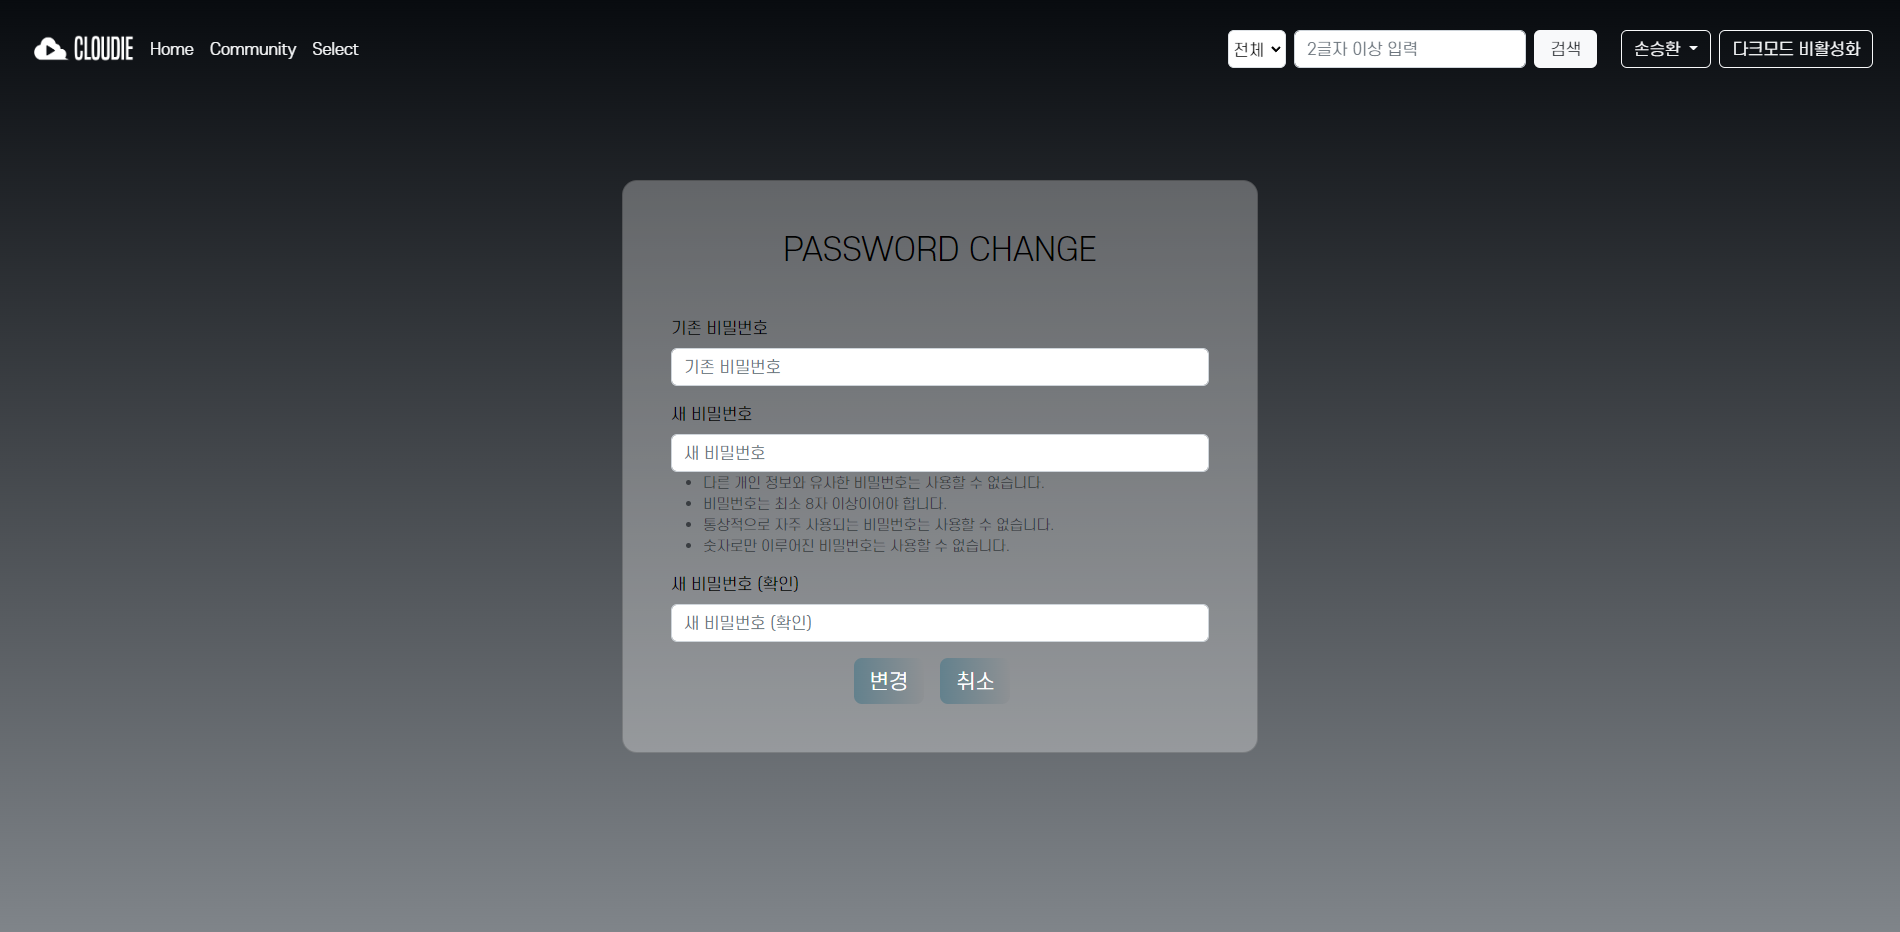 CLOUDIE Home Community Select 전체 2글자 이상 입력 검색 손승환 다크모드 비활성화
PASSWORD CHANGE
기존 비밀번호
기존 비밀번호
새 비밀번호
새 비밀번호
다른 개인 정보와 유사한 비밀번호는 사용할 수 없습니다.
비밀번호는 최소 8자 이상이어야 합니다.
통상적으로 자주 사용되는 비밀번호는 사용할 수 없습니다.
숫자로만 이루어진 비밀번호는 사용할 수 없습니다.
새 비밀번호 (확인)
새 비밀번호 (확인)
변경 취소